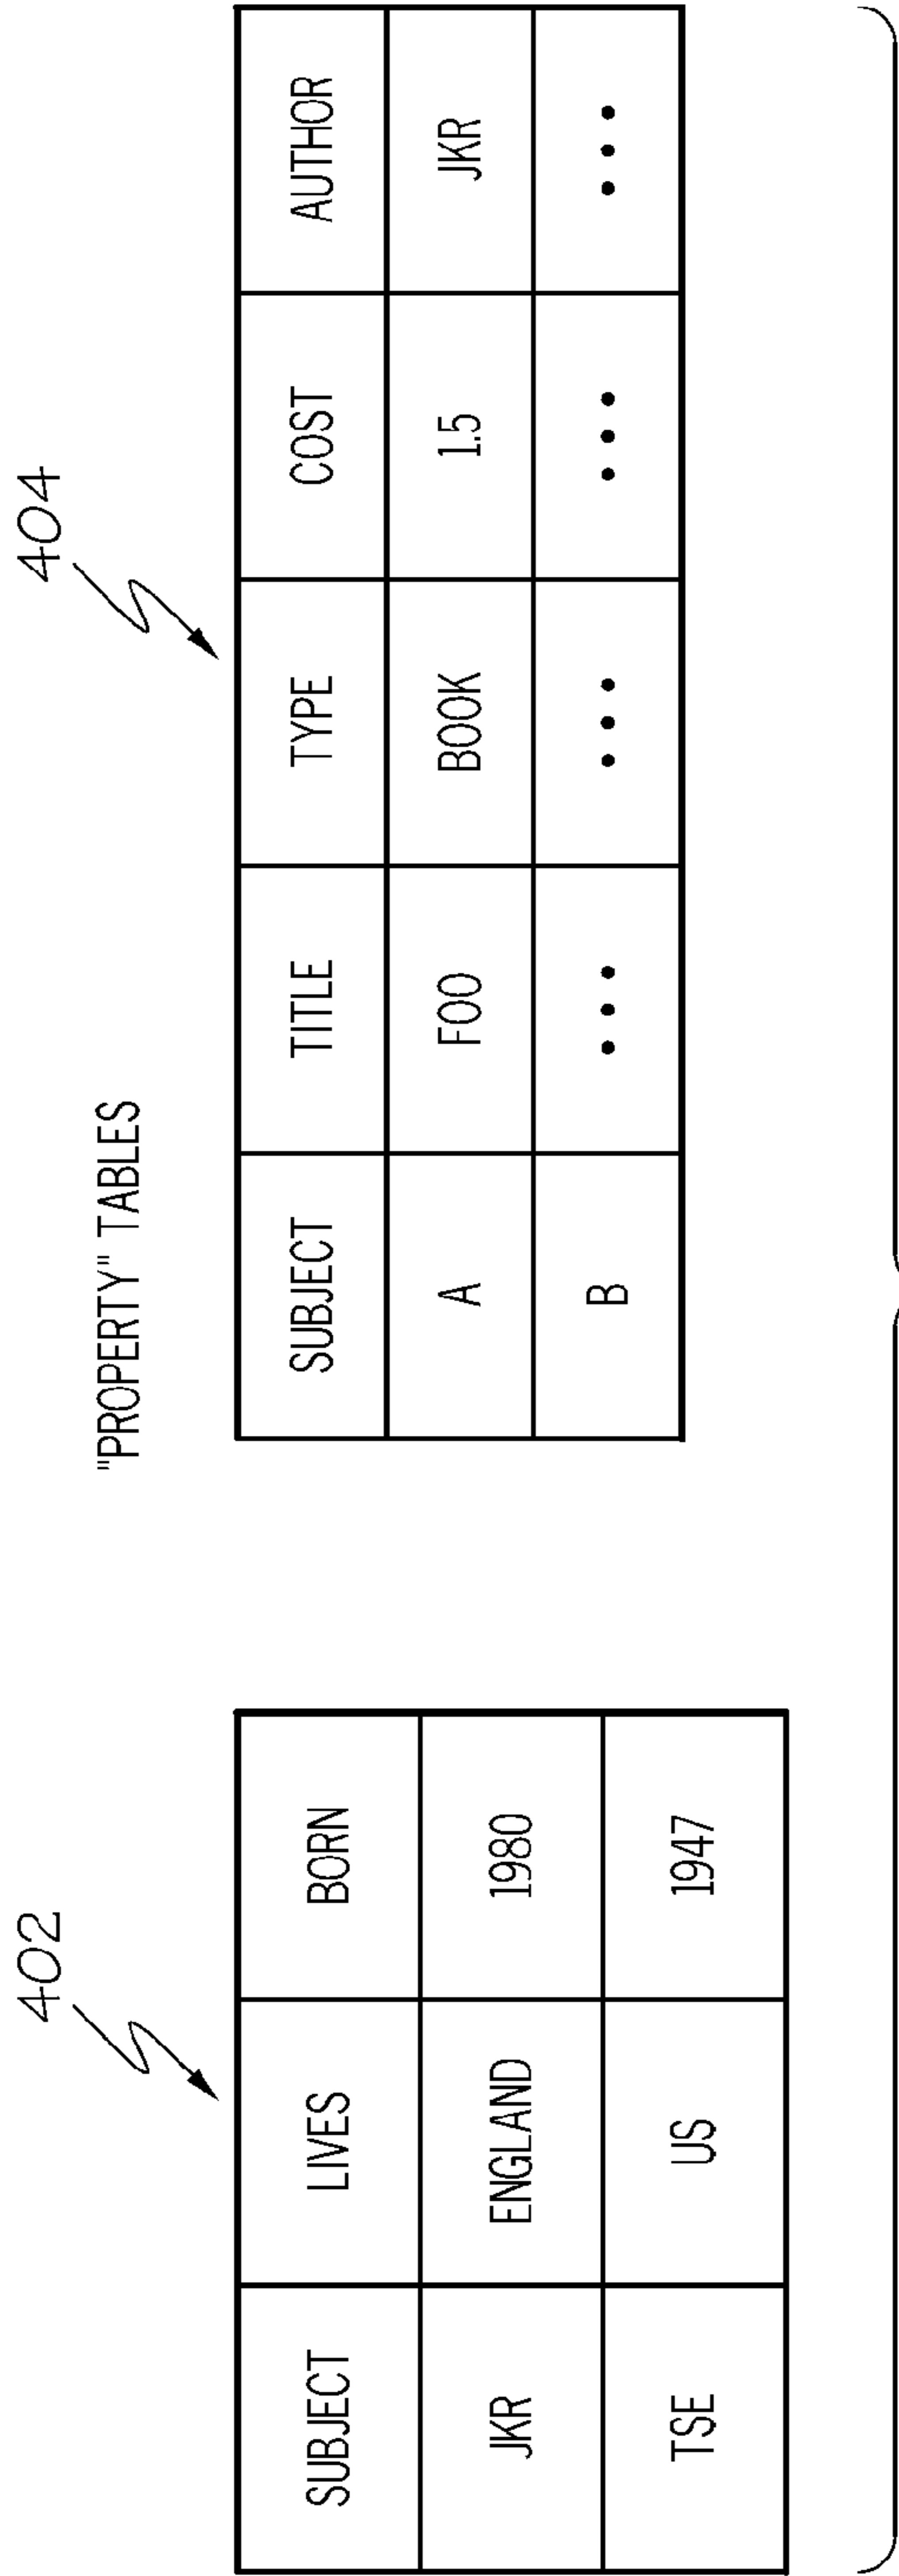 "PROPERTY" TABLES
402
SUBJECT LIVES BORN
JKR ENGLAND 1980
TSE US 1947
404
SUBJECT TITLE TYPE COST AUTHOR
A FOO BOOK 1.5 JKR
B ... ... ... ...